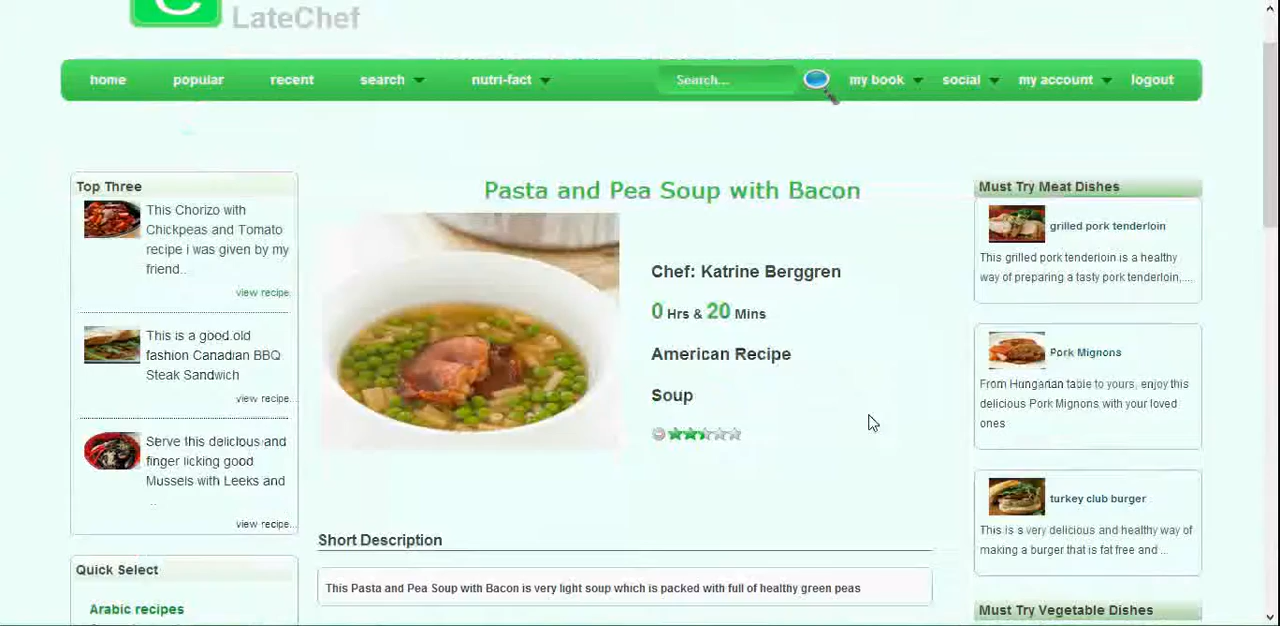 C
LateChef
home popular recent search nutri-fact Search... my book social my account logout
Top Three
This Chorizo with
Chickpeas and Tomato
recipe i was given by my
friend..
view recipe.
This is a good old
fashion Canadian BBQ
Steak Sandwich
view recipe...
Serve this delicious and
finger licking good
Mussels with Leeks and
..
view recipe...
Quick Select
Arabic recipes
Pasta and Pea Soup with Bacon
Chef: Katrine Berggren
0 Hrs & 20 Mins
American Recipe
Soup
Short Description
This Pasta and Pea Soup with Bacon is very light soup which is packed with full of healthy green peas
Must Try Meat Dishes
grilled pork tenderloin
This grilled pork tenderloin is a healthy
way of preparing a tasty pork tenderloin,...
Pork Mignons
From Hungarian table to yours, enjoy this
delicious Pork Mignons with your loved
ones
turkey club burger
This is s very delicious and healthy way of
making a burger that is fat free and ...
Must Try Vegetable Dishes